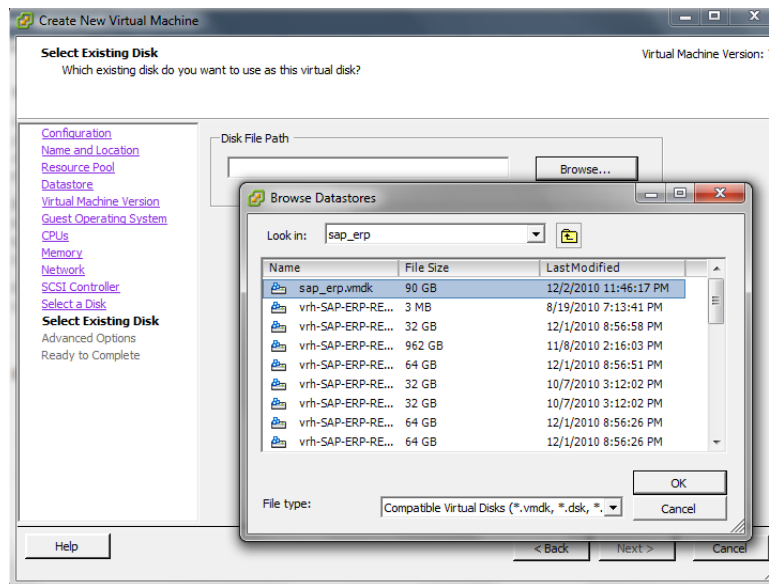 Create New Virtual Machine
Select Existing Disk
Which existing disk do you want to use as this virtual disk?
Virtual Machine Version:
Configuration
Name and Location
Resource Pool
Datastore
Virtual Machine Version
Guest Operating System
CPUs
Memory
Network
SCSI Controller
Select a Disk
Select Existing Disk
Advanced Options
Ready to Complete
Disk File Path
Browse...
Browse Datastores
Look in: sap_erp
Name File Size LastModified
sap_erp.vmdk 90 GB 12/2/2010 11:46:17 PM
vrh-SAP-ERP-RE... 3 MB 8/19/2010 7:13:41 PM
vrh-SAP-ERP-RE... 32 GB 12/1/2010 8:56:58 PM
vrh-SAP-ERP-RE... 962 GB 11/8/2010 2:16:03 PM
vrh-SAP-ERP-RE... 64 GB 12/1/2010 8:56:51 PM
vrh-SAP-ERP-RE... 32 GB 10/7/2010 3:12:02 PM
vrh-SAP-ERP-RE... 32 GB 10/7/2010 3:12:02 PM
vrh-SAP-ERP-RE... 64 GB 12/1/2010 8:56:26 PM
vrh-SAP-ERP-RE... 64 GB 12/1/2010 8:56:26 PM
OK
File type: Compatible Virtual Disks (*.vmdk, *.dsk, *.
Cancel
Help
< Back
Next >
Cancel